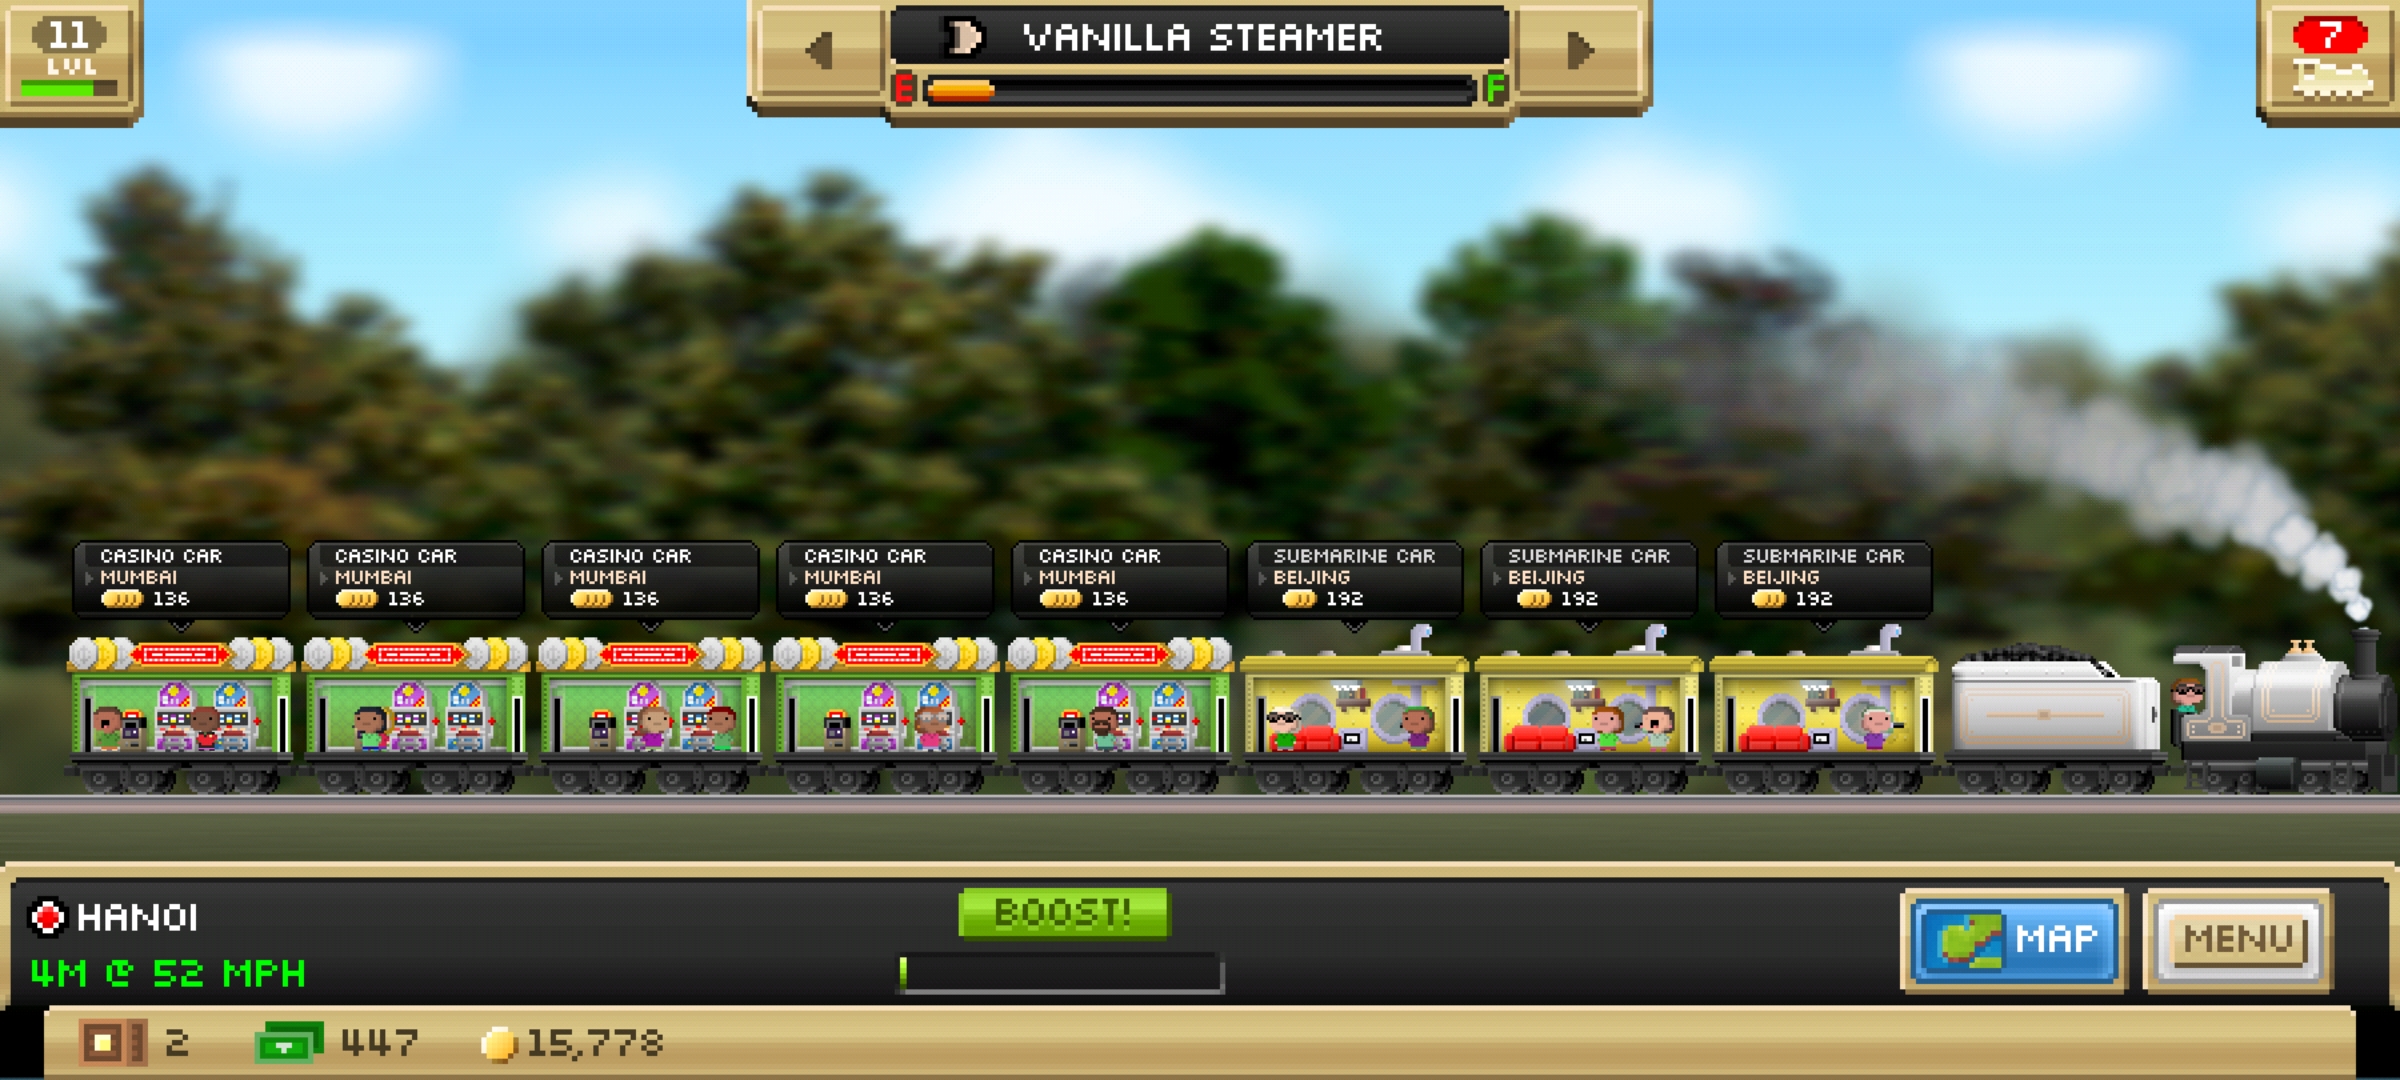 11
LVL
VANILLA STEAMER
E F
7
CASINO CAR
MUMBAI
136
CASINO CAR
MUMBAI
136
CASINO CAR
MUMBAI
136
CASINO CAR
MUMBAI
136
CASINO CAR
MUMBAI
136
SUBMARINE CAR
BEIJING
192
SUBMARINE CAR
BEIJING
192
SUBMARINE CAR
BEIJING
192
HANOI
4M @ 52 MPH
BOOST!
MAP
MENU
2 447 15,778